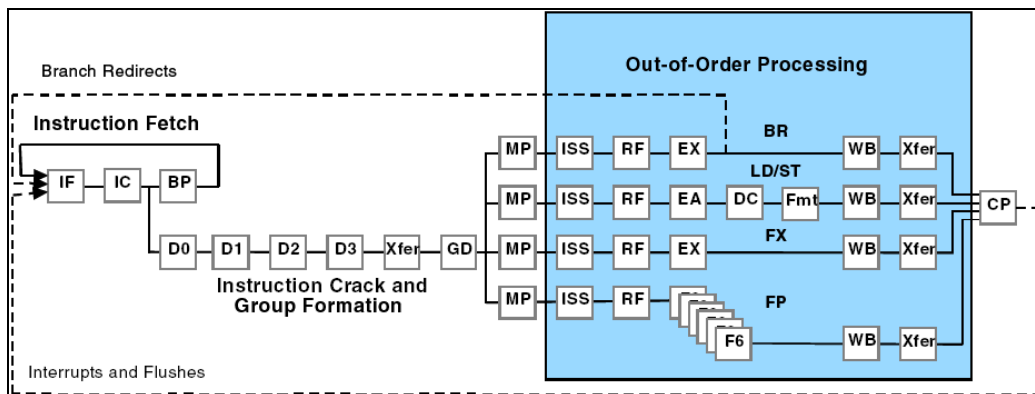 Out-of-Order Processing
Branch Redirects
Instruction Fetch
BR
MP ISS RF EX WB Xfer
IF IC BP
LD/ST
MP ISS RF EA DC Fmt WB Xfer
CP
FX
D0 D1 D2 D3 Xfer GD MP ISS RF EX WB Xfer
Instruction Crack and
Group Formation
MP ISS RF FP
F6 WB Xfer
Interrupts and Flushes